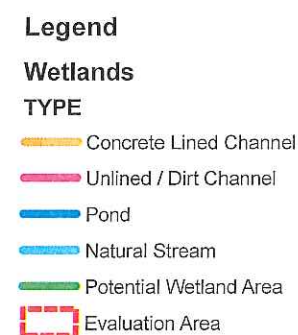 Legend
Wetlands
TYPE
Concrete Lined Channel
Unlined / Dirt Channel
Pond
Natural Stream
Potential Wetland Area
Evaluation Area